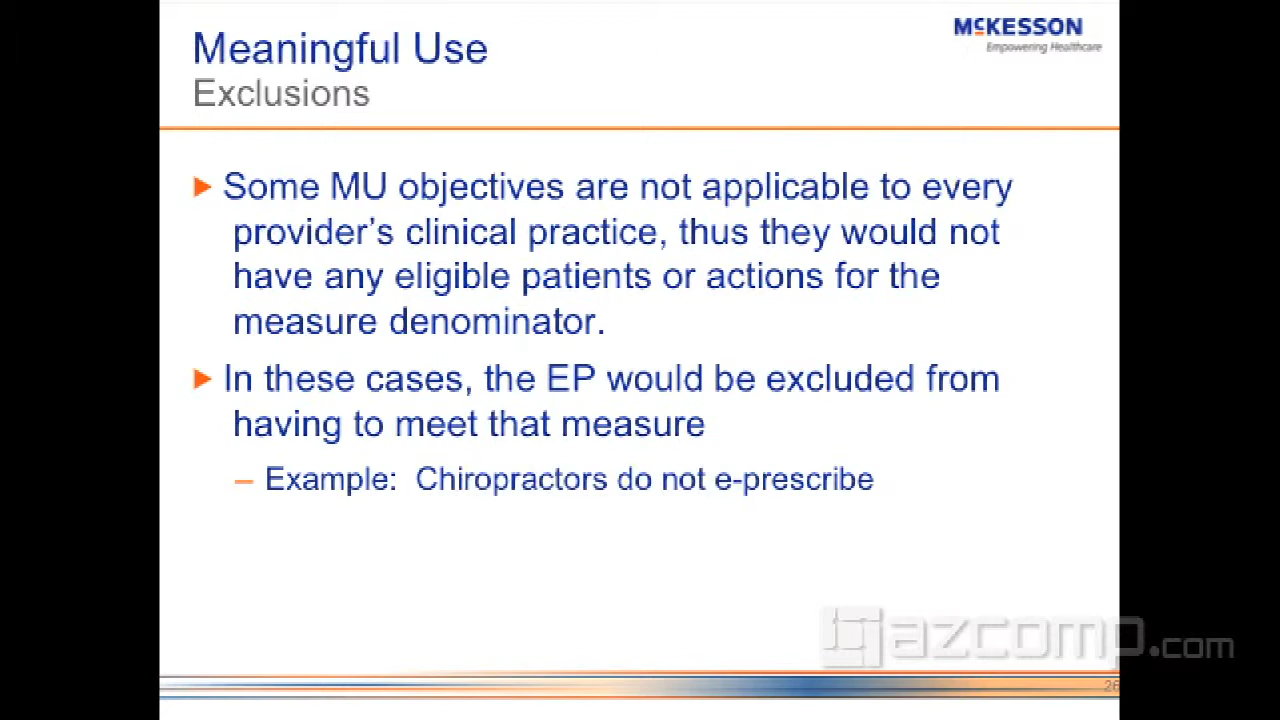 Meaningful Use
Exclusions
McKESSON
Empowering Healthcare
Some MU objectives are not applicable to every
provider's clinical practice, thus they would not
have any eligible patients or actions for the
measure denominator.
In these cases, the EP would be excluded from
having to meet that measure
– Example: Chiropractors do not e-prescribe
azcomp.com
26